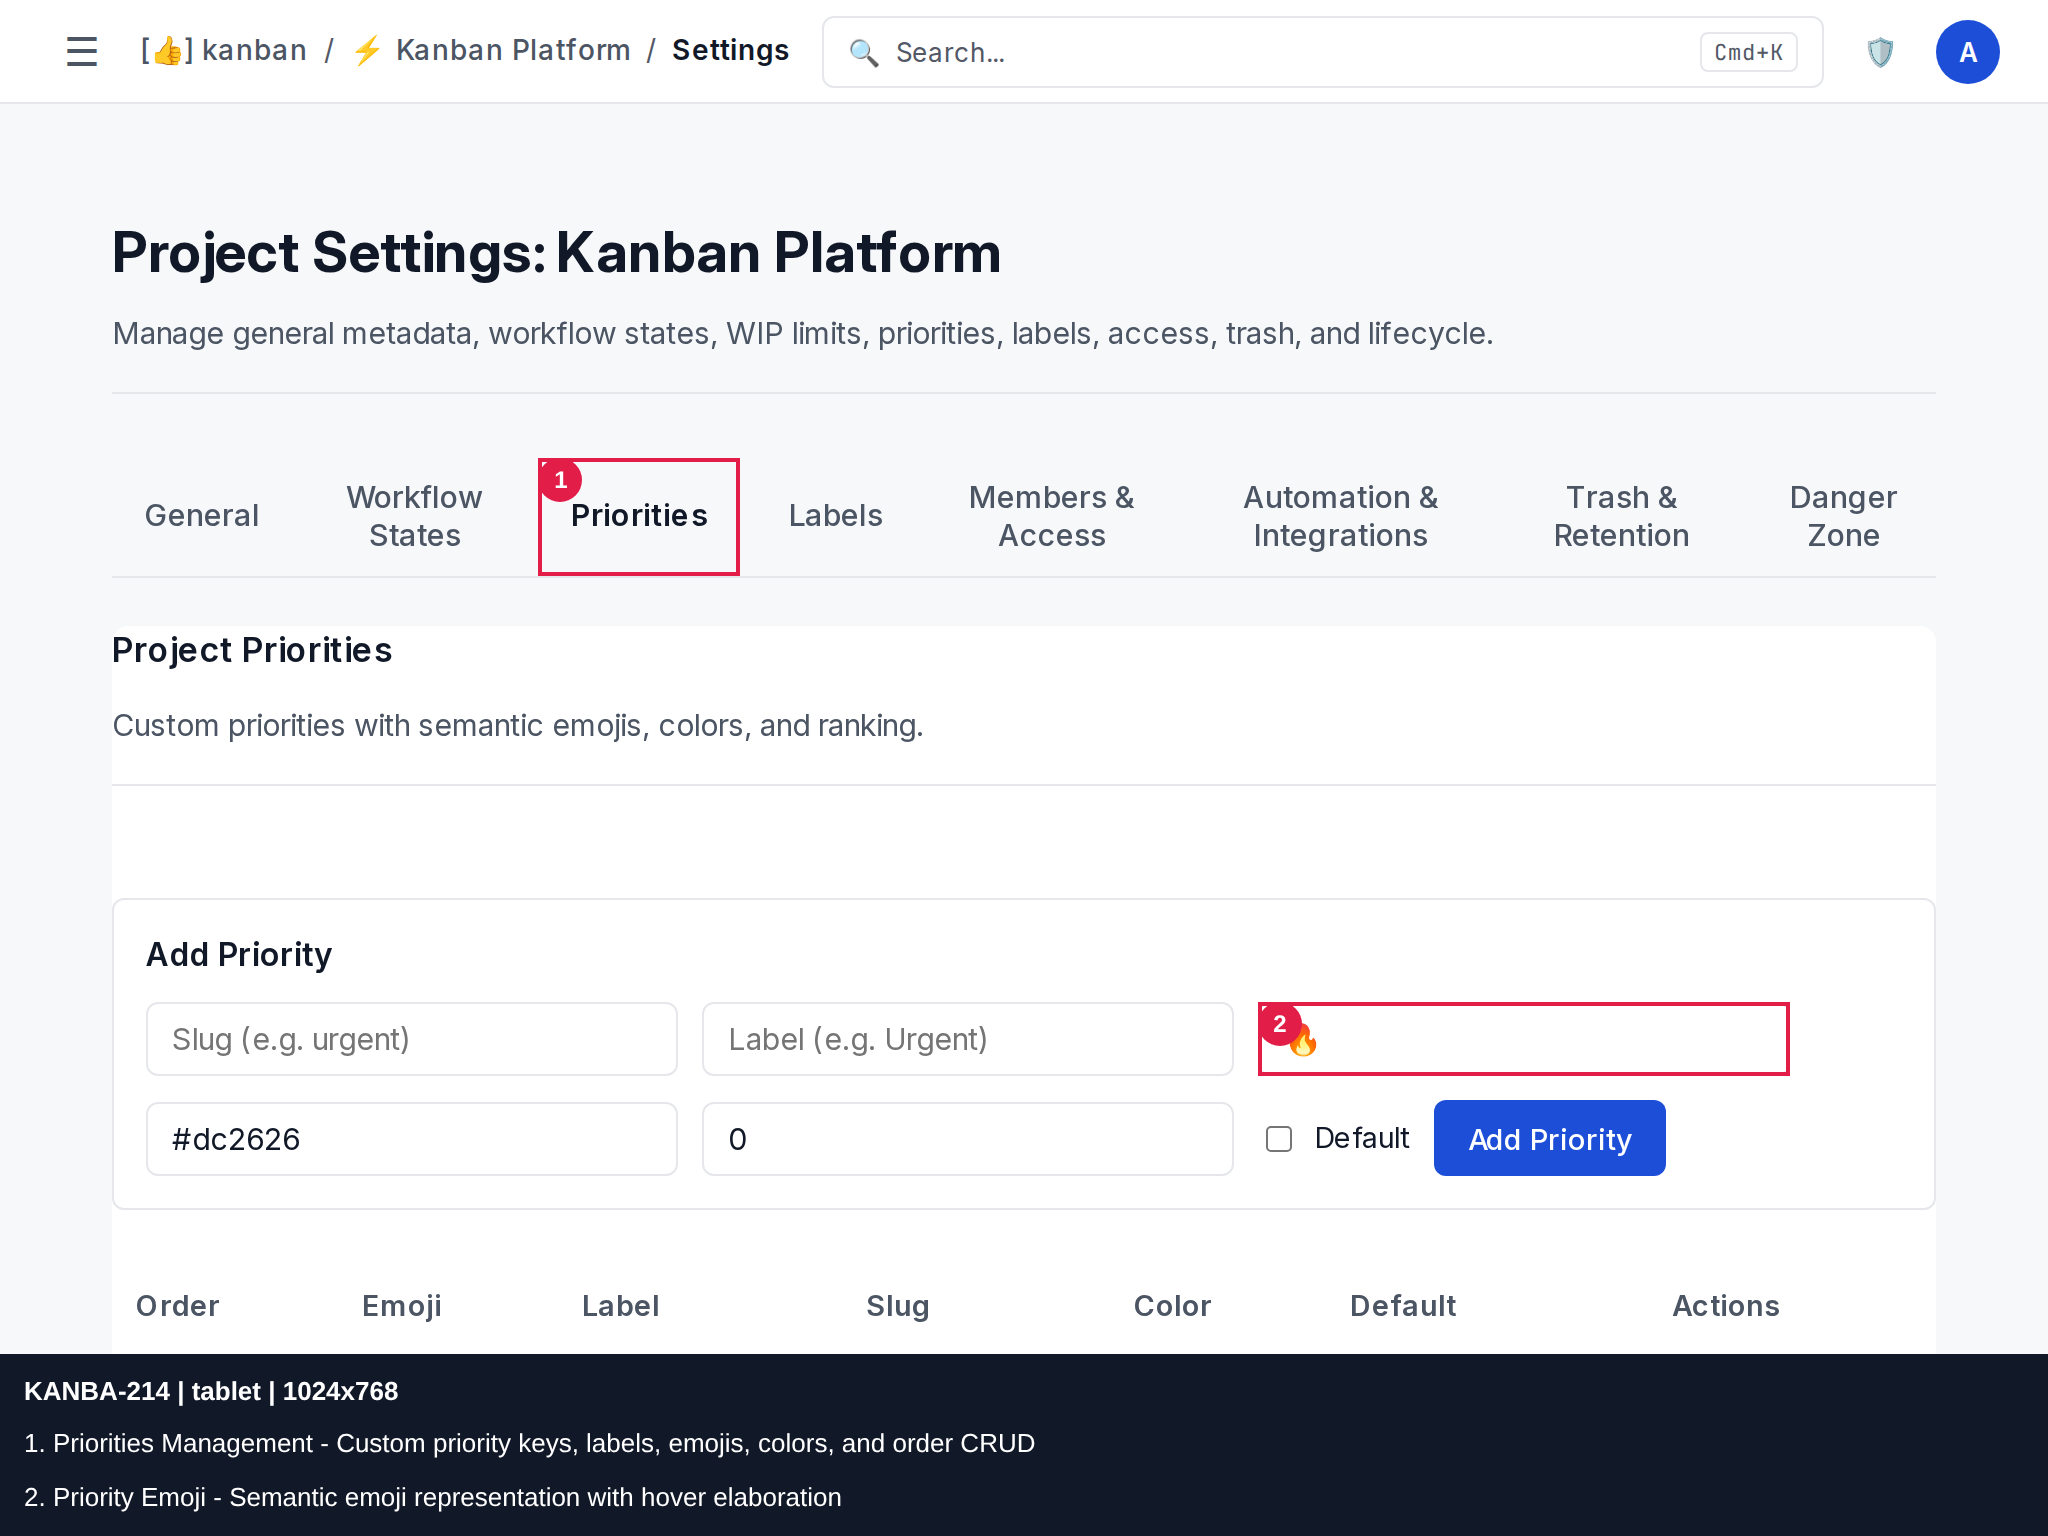 ☰ [👍] kanban / ⚡ Kanban Platform / Settings 🔍 Search... Cmd+K 🛡️ A
Project Settings: Kanban Platform
Manage general metadata, workflow states, WIP limits, priorities, labels, access, trash, and lifecycle.
General
Workflow
States
1
Priorities
Labels
Members &
Access
Automation &
Integrations
Trash &
Retention
Danger
Zone
Project Priorities
Custom priorities with semantic emojis, colors, and ranking.
Add Priority
Slug (e.g. urgent) Label (e.g. Urgent) 2 🔥
#dc2626 0 Default Add Priority
Order Emoji Label Slug Color Default Actions
KANBA-214 | tablet | 1024x768
1. Priorities Management - Custom priority keys, labels, emojis, colors, and order CRUD
2. Priority Emoji - Semantic emoji representation with hover elaboration